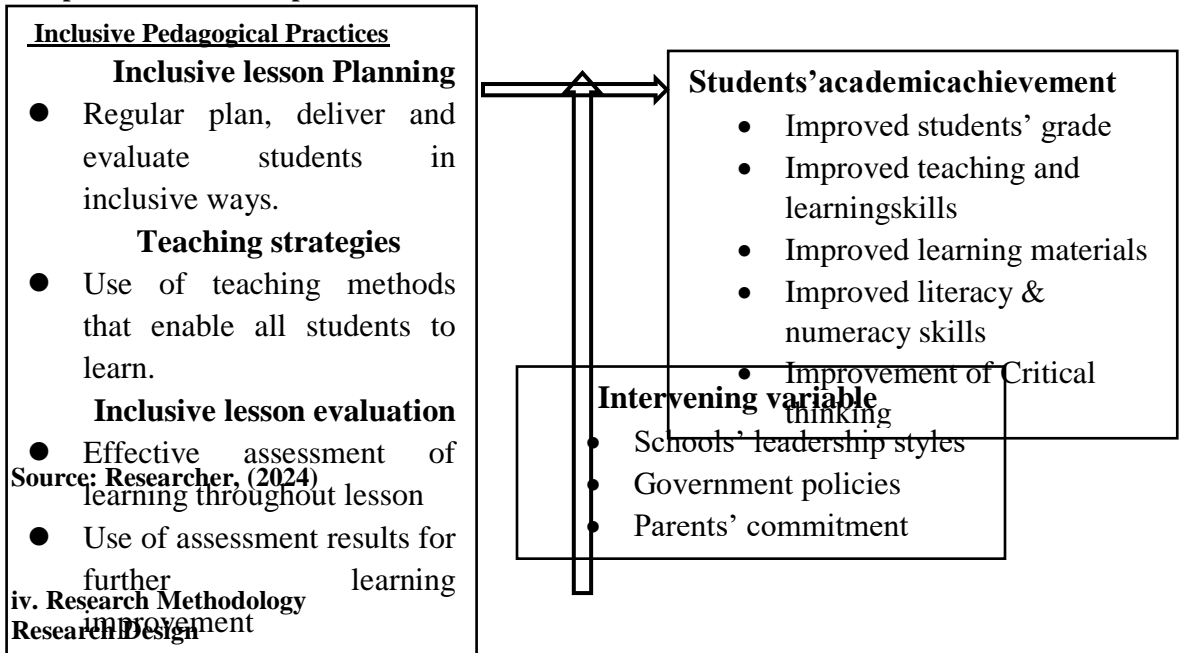 Inclusive Pedagogical Practices
Inclusive lesson Planning
● Regular plan, deliver and
evaluate students in
inclusive ways.
Teaching strategies
● Use of teaching methods
that enable all students to
learn.
Inclusive lesson evaluation
● Effective assessment of
learning throughout lesson
● Use of assessment results for
further learning
improvement
Students'academicachievement
• Improved students' grade
• Improved teaching and
learningskills
• Improved learning materials
• Improved literacy &
numeracy skills
• Improvement of Critical
thinking
Intervening variable
• Schools' leadership styles
• Government policies
• Parents' commitment
Source: Researcher, (2024)
iv. Research Methodology
Research Design